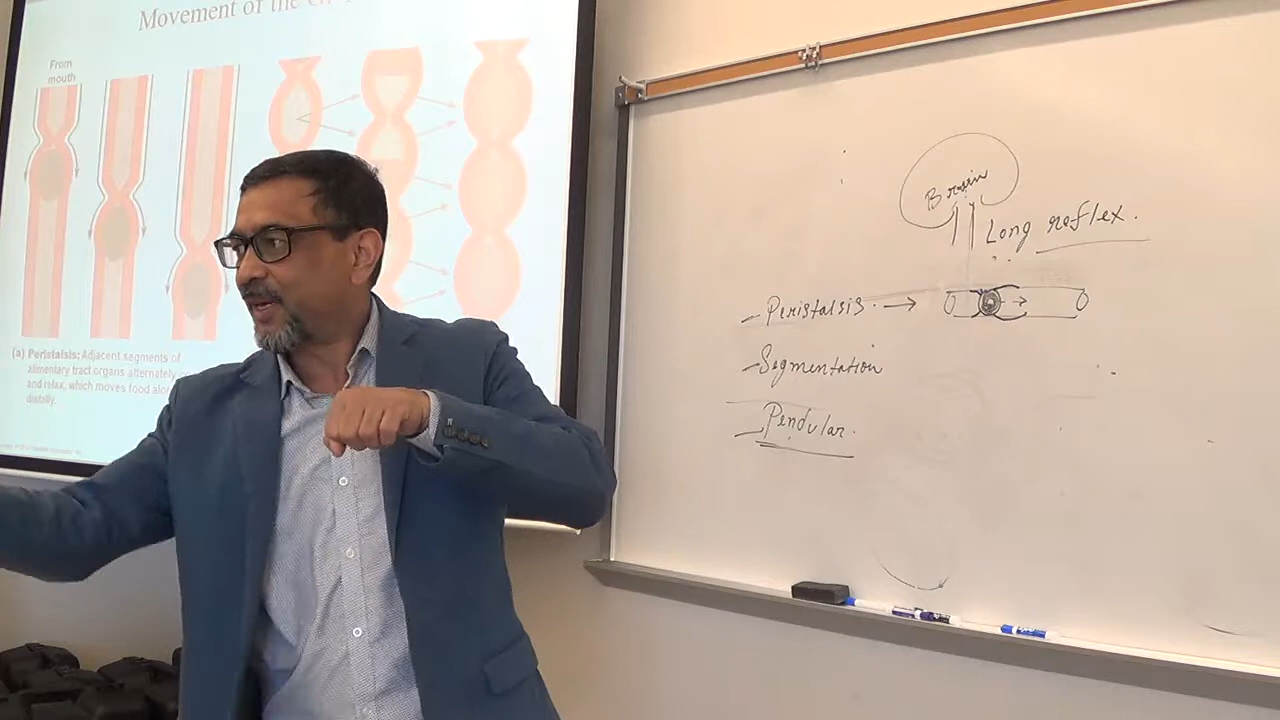 Movement of the
From
mouth
(a) Peristalsis: Adjacent segments of
alimentary tract organs alternately
and relax, which moves food
distally.
Brain
Long reflex.
- Peristalsis. →
- Segmentation
- Pendular.